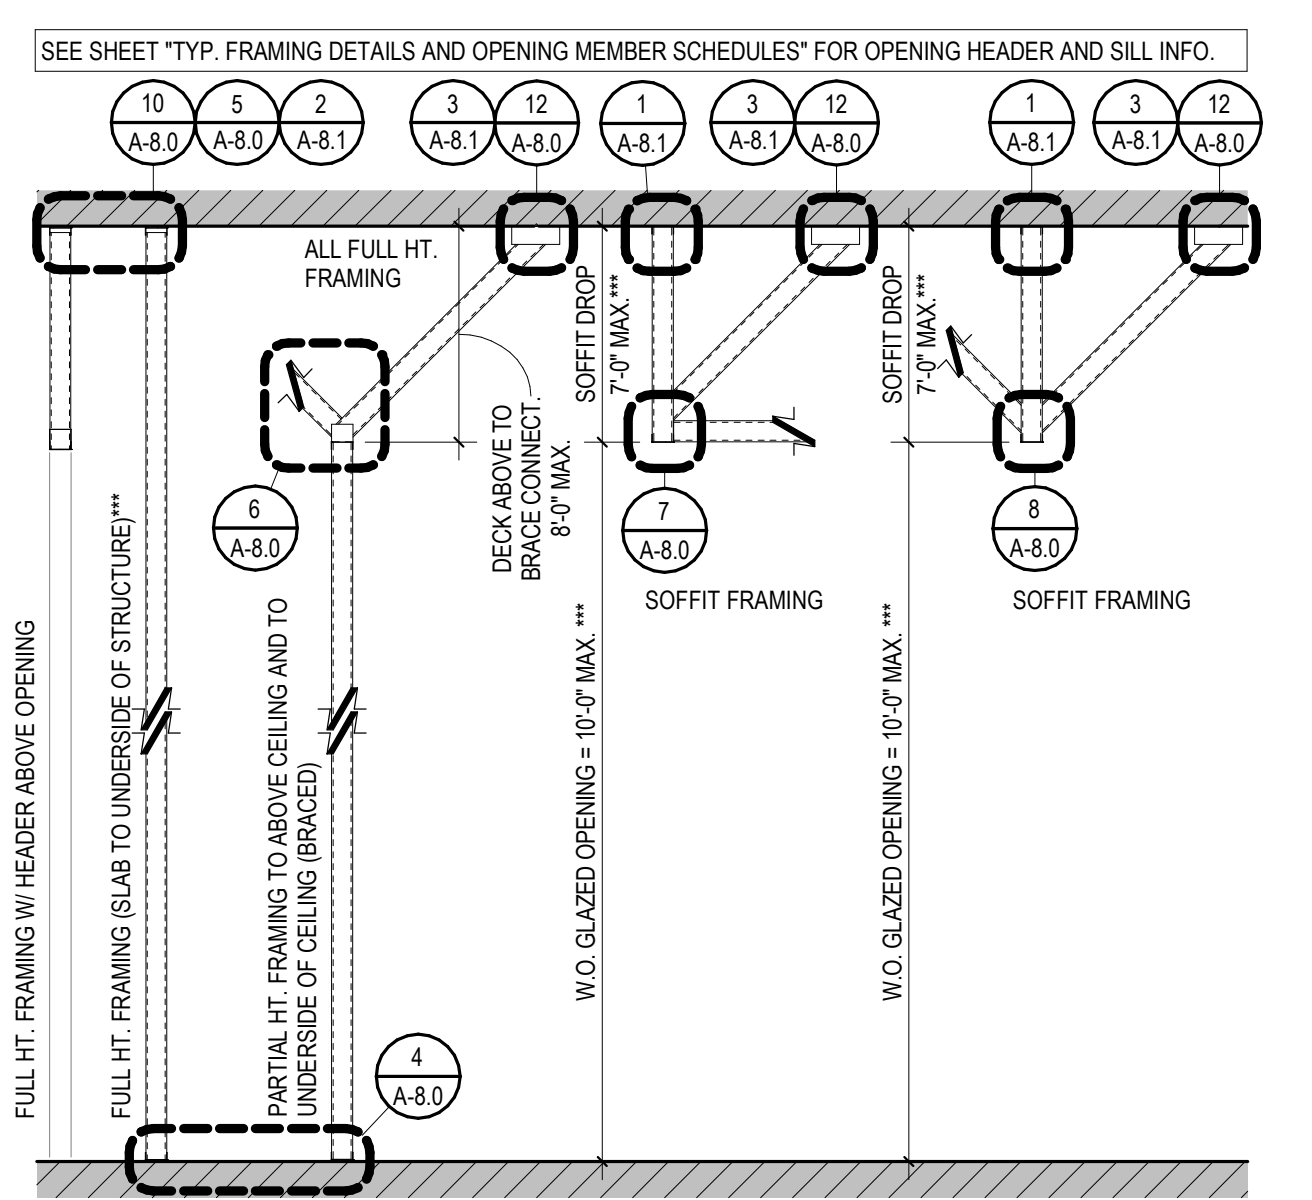 SEE SHEET "TYP. FRAMING DETAILS AND OPENING MEMBER SCHEDULES" FOR OPENING HEADER AND SILL INFO.
10
A-8.0
5
A-8.0
2
A-8.1
3
A-8.1
12
A-8.0
1
A-8.1
3
A-8.1
12
A-8.0
1
A-8.1
3
A-8.1
12
A-8.0
ALL FULL HT.
FRAMING
SOFFIT DROP
7'-0" MAX.***
SOFFIT DROP
7'-0" MAX.***
DECK ABOVE TO
BRACE CONNECT.
8'-0" MAX.
6
A-8.0
7
A-8.0
8
A-8.0
SOFFIT FRAMING
SOFFIT FRAMING
FULL HT. FRAMING W/ HEADER ABOVE OPENING
FULL HT. FRAMING (SLAB TO UNDERSIDE OF STRUCTURE)***
PARTIAL HT. FRAMING TO ABOVE CEILING AND TO
UNDERSIDE OF CEILING (BRACED)
W.O. GLAZED OPENING = 10'-0" MAX. ***
W.O. GLAZED OPENING = 10'-0" MAX. ***
4
A-8.0